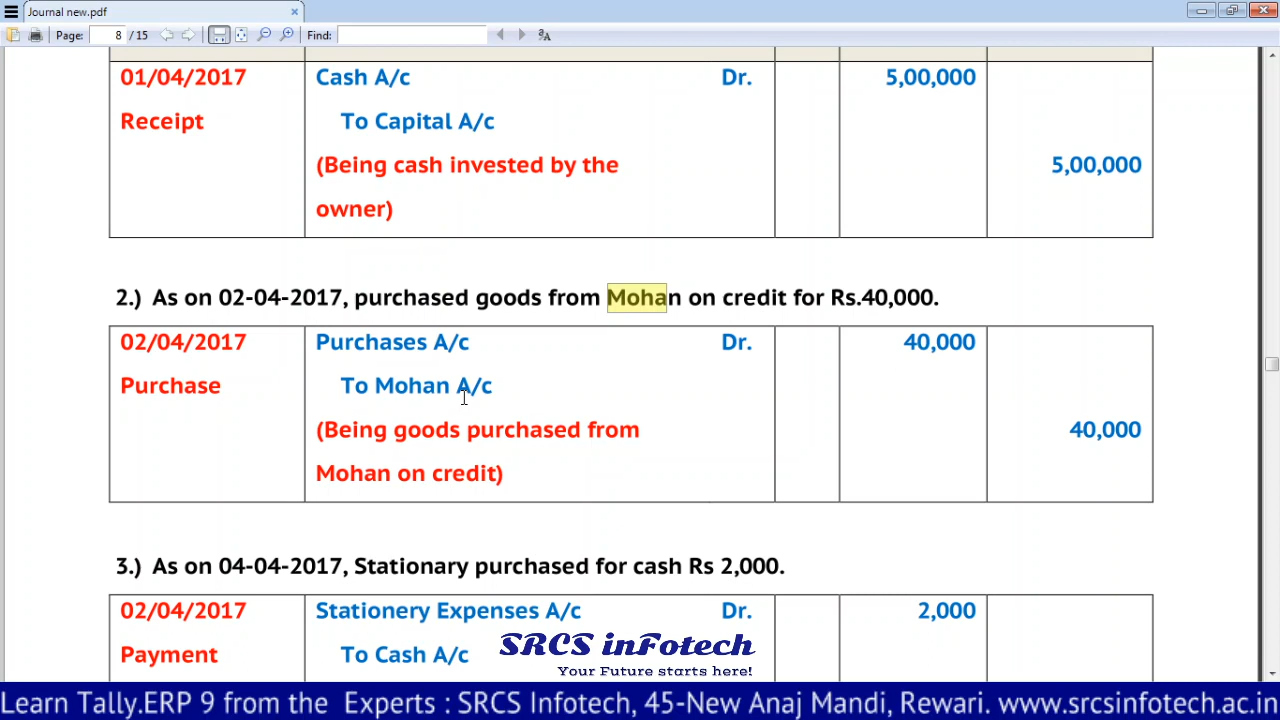 Journal new.pdf
Page: 8 / 15 Find:
01/04/2017 Cash A/c Dr. 5,00,000
Receipt To Capital A/c
(Being cash invested by the 5,00,000
owner)
2.) As on 02-04-2017, purchased goods from Mohan on credit for Rs.40,000.
02/04/2017 Purchases A/c Dr. 40,000
Purchase To Mohan A/c
(Being goods purchased from 40,000
Mohan on credit)
3.) As on 04-04-2017, Stationary purchased for cash Rs 2,000.
02/04/2017 Stationery Expenses A/c Dr. 2,000
Payment To Cash A/c
SRCS inFotech
Your Future starts here!
Learn Tally.ERP 9 from the Experts : SRCS Infotech, 45-New Anaj Mandi, Rewari. www.srcsinfotech.ac.in